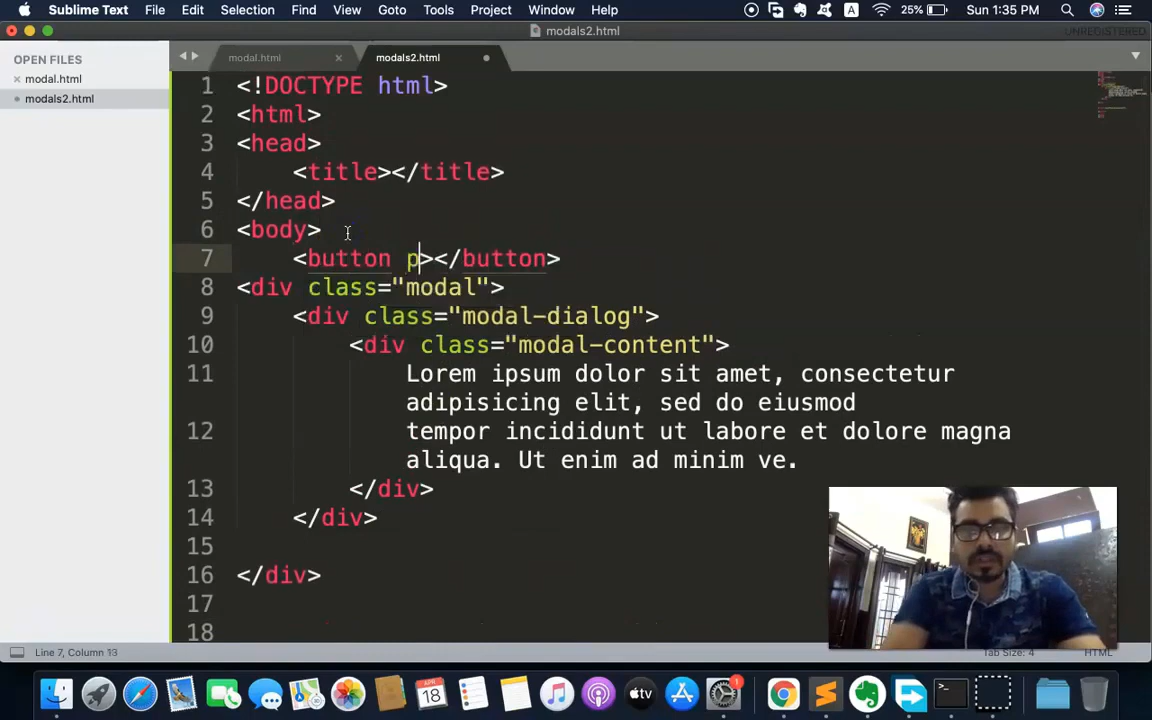 Sublime Text File Edit Selection Find View Goto Tools Project Window Help 25% Sun 1:35 PM
modals2.html UNREGISTERED
OPEN FILES
modal.html
modals2.html
modal.html modals2.html
1 <!DOCTYPE html>
2 <html>
3 <head>
4 <title></title>
5 </head>
6 <body>
7 <button p></button>
8 <div class="modal">
9 <div class="modal-dialog">
10 <div class="modal-content">
11 Lorem ipsum dolor sit amet, consectetur
adipisicing elit, sed do eiusmod
12 tempor incididunt ut labore et dolore magna
aliqua. Ut enim ad minim ve.
13 </div>
14 </div>
15
16 </div>
17
18
Line 7, Column 13 Tab Size: 4 HTML
APR
18
tv
1